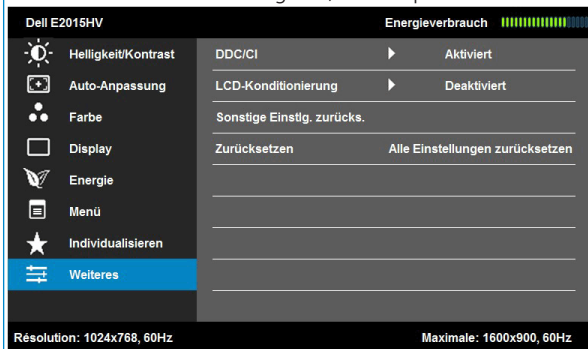 Dell E2015HV Energieverbrauch
Helligkeit/Kontrast DDC/CI Aktiviert
Auto-Anpassung LCD-Konditionierung Deaktiviert
Farbe Sonstige Einstlg. zurücks.
Display Zurücksetzen Alle Einstellungen zurücksetzen
Energie
Menü
Individualisieren
Weiteres
Résolution: 1024x768, 60Hz Maximale: 1600x900, 60Hz